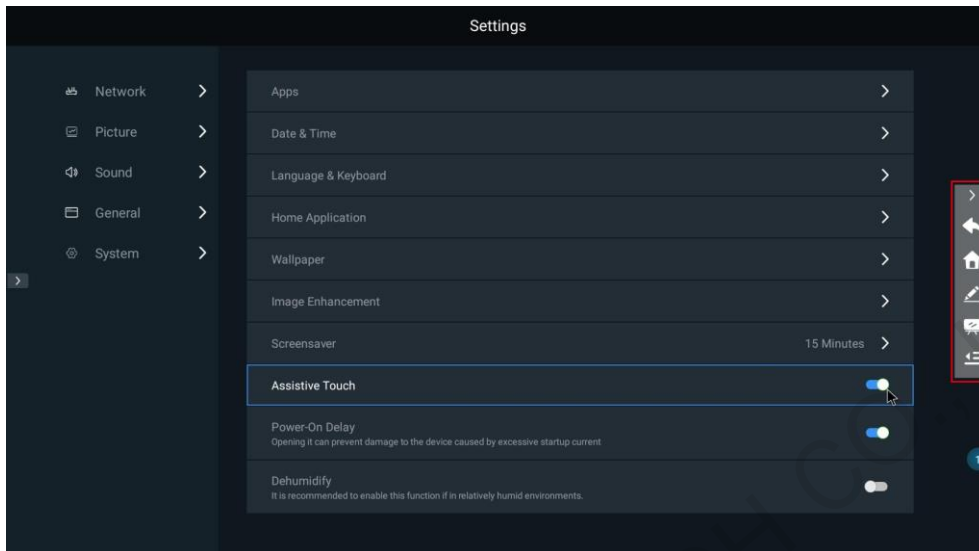 Settings
Network
Picture
Sound
General
System
Apps
Date & Time
Language & Keyboard
Home Application
Wallpaper
Image Enhancement
Screensaver 15 Minutes
Assistive Touch
Power-On Delay
Opening it can prevent damage to the device caused by excessive startup current
Dehumidify
It is recommended to enable this function if in relatively humid environments.